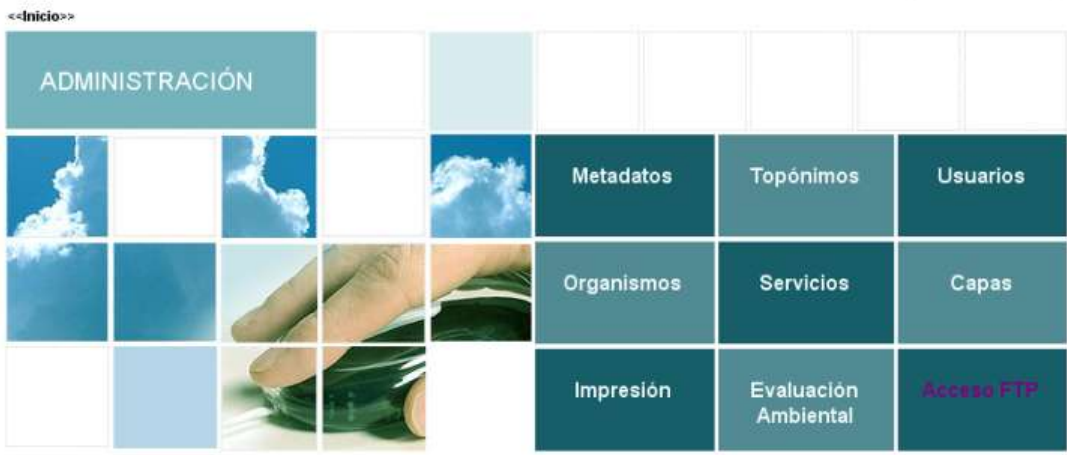 <<Inicio>>
ADMINISTRACIÓN
Metadatos
Topónimos
Usuarios
Organismos
Servicios
Capas
Impresión
Evaluación
Ambiental
Acceso FTP